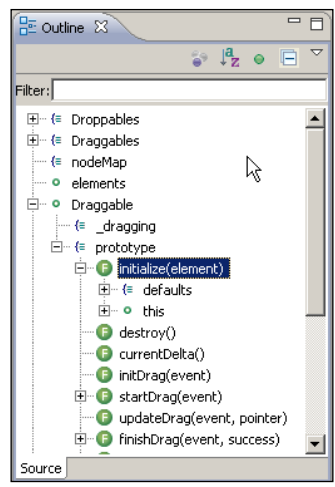 Outline
a z
Filter:
Droppables
Draggables
nodeMap
elements
Draggable
_dragging
prototype
F initialize(element)
defaults
this
F destroy()
F currentDelta()
F initDrag(event)
F startDrag(event)
F updateDrag(event, pointer)
F finishDrag(event, success)
Source